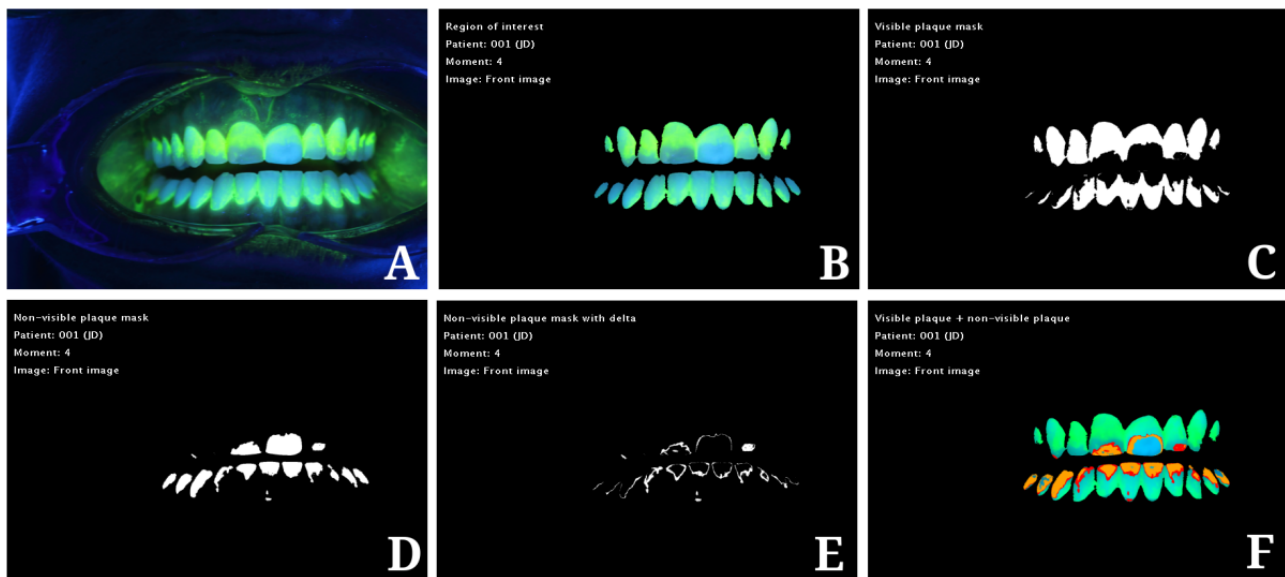 A
Region of interest
Patient: 001 (JD)
Moment: 4
Image: Front image
B
Visible plaque mask
Patient: 001 (JD)
Moment: 4
Image: Front image
C
Non-visible plaque mask
Patient: 001 (JD)
Moment: 4
Image: Front image
D
Non-visible plaque mask with delta
Patient: 001 (JD)
Moment: 4
Image: Front image
E
Visible plaque + non-visible plaque
Patient: 001 (JD)
Moment: 4
Image: Front image
F